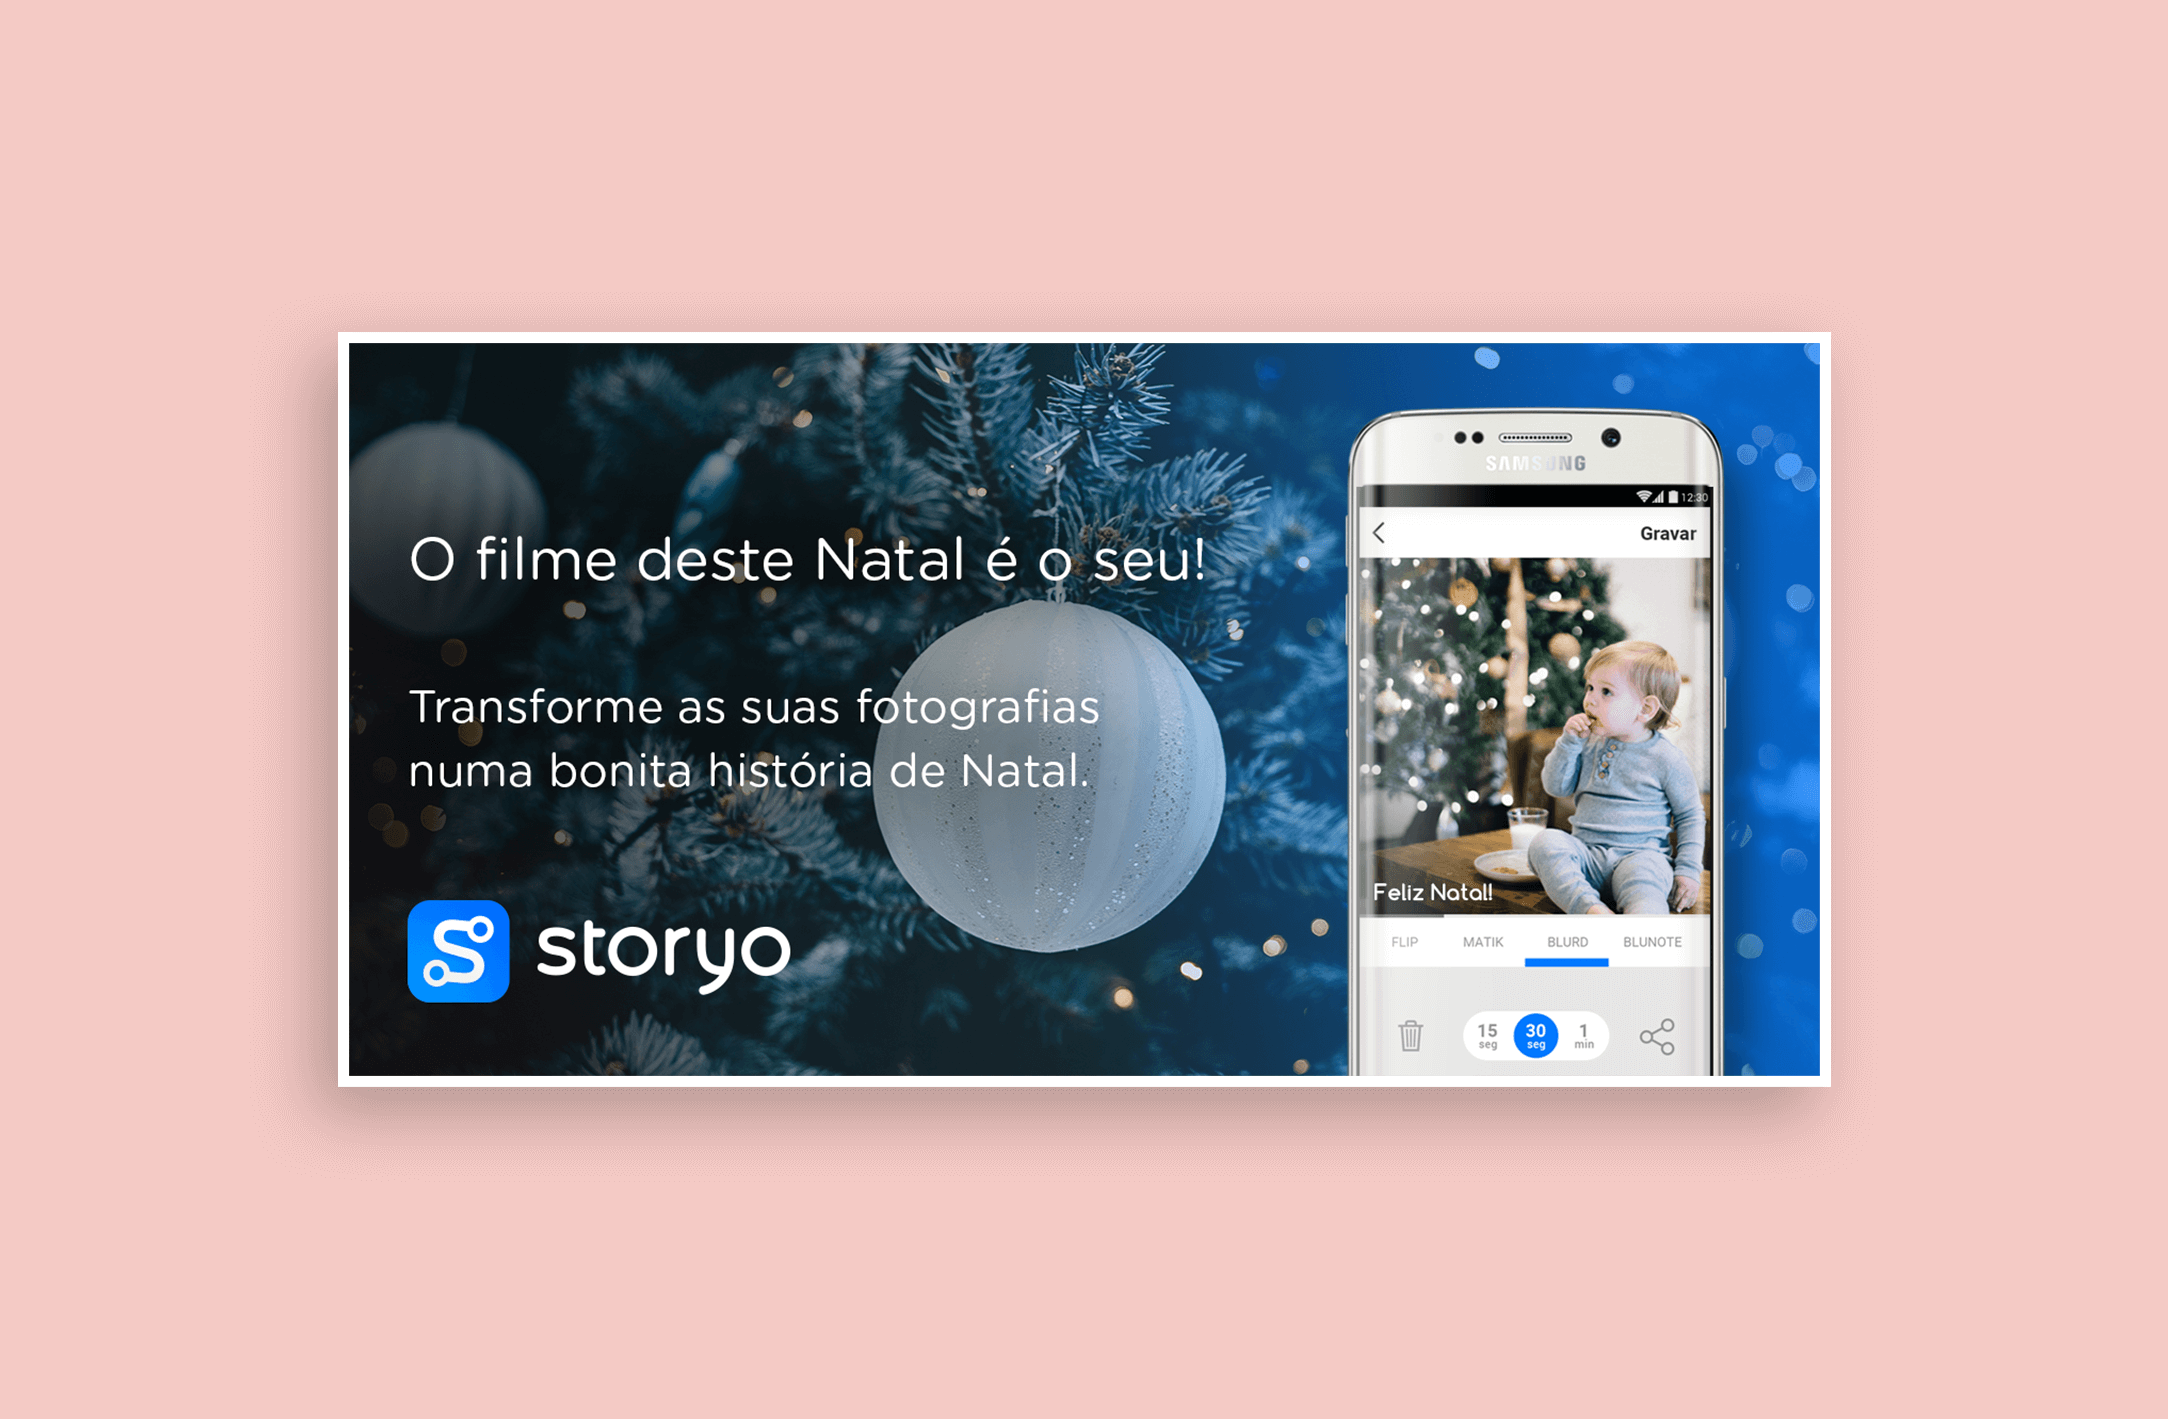 O filme deste Natal é o seu!
Transforme as suas fotografias
numa bonita história de Natal.
storyo
SAMSUNG
12:30
Gravar
Feliz Natal!
FLIP MATIK BLURD BLUNOTE
15 30 1
seg seg min